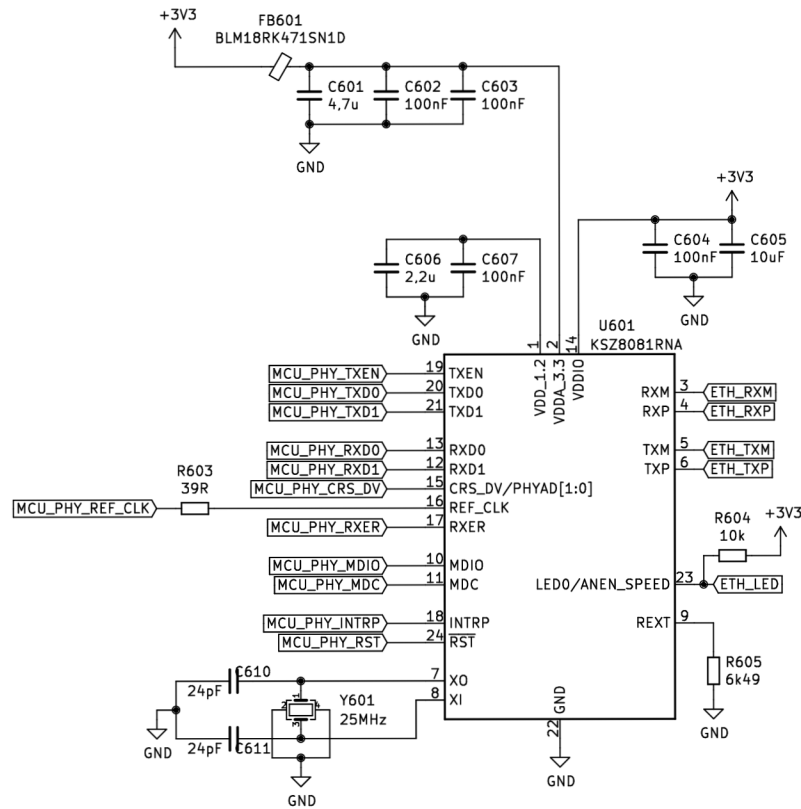 +3V3
FB601
BLM18RK471SN1D
C601
4,7u
C602
100nF
C603
100nF
GND
+3V3
C604
100nF
C605
10uF
GND
C606
2,2u
C607
100nF
GND
U601
KSZ8081RNA
1
2
14
VDD_1.2
VDDA_3.3
VDDIO
MCU_PHY_TXEN 19 TXEN
MCU_PHY_TXD0 20 TXD0
MCU_PHY_TXD1 21 TXD1
RXM 3 ETH_RXM
RXP 4 ETH_RXP
MCU_PHY_RXD0 13 RXD0
MCU_PHY_RXD1 12 RXD1
MCU_PHY_CRS_DV 15 CRS_DV/PHYAD[1:0]
TXM 5 ETH_TXM
TXP 6 ETH_TXP
R603
39R
MCU_PHY_REF_CLK 16 REF_CLK
MCU_PHY_RXER 17 RXER
R604
10k
+3V3
MCU_PHY_MDIO 10 MDIO
MCU_PHY_MDC 11 MDC
LED0/ANEN_SPEED 23 ETH_LED
MCU_PHY_INTRP 18 INTRP
MCU_PHY_RST 24 RST
REXT 9
R605
6k49
GND
7 XO
8 XI
C610
24pF
24pF
C611
GND
1
2
4
3
Y601
25MHz
GND
GND
22
GND